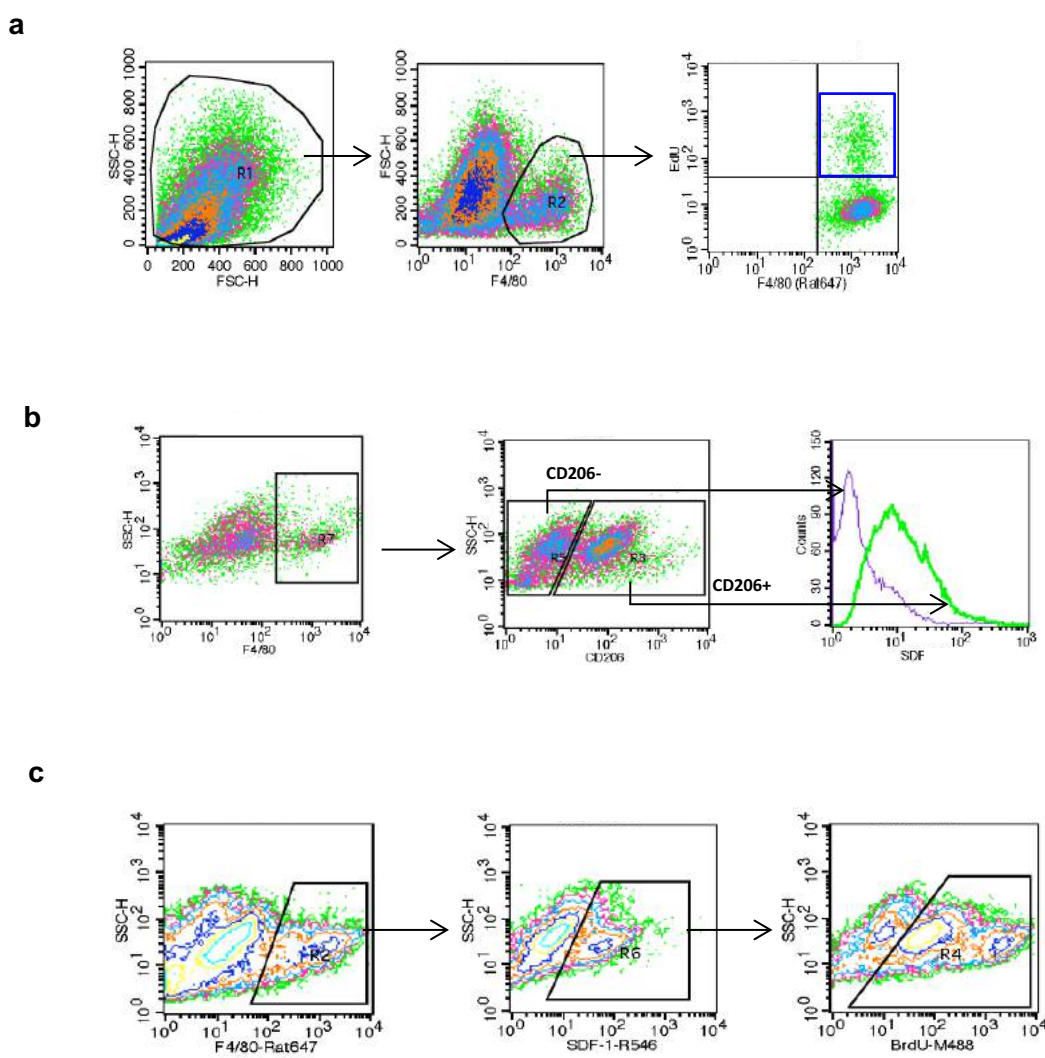 a
SSC-H
0 200 400 600 800 1000
R1
0 200 400 600 800 1000
FSC-H
FSC-H
0 200 400 600 800 1000
R2
10^0 10^1 10^2 10^3 10^4
F4/80
EdU
10^0 10^1 10^2 10^3 10^4
10^0 10^1 10^2 10^3 10^4
F4/80 (Rat647)
b
SSC-H
10^0 10^1 10^2 10^3 10^4
R7
10^0 10^1 10^2 10^3 10^4
F4/80
SSC-H
10^0 10^1 10^2 10^3 10^4
CD206-
R3
CD206+
10^0 10^1 10^2 10^3 10^4
CD206
Counts
0 30 60 90 120 150
10^0 10^1 10^2 10^3
SDF
c
SSC-H
10^0 10^1 10^2 10^3 10^4
R2
10^0 10^1 10^2 10^3 10^4
F4/80-Rat647
SSC-H
10^0 10^1 10^2 10^3 10^4
R6
10^0 10^1 10^2 10^3 10^4
SDF-1-R546
SSC-H
10^0 10^1 10^2 10^3 10^4
R4
10^0 10^1 10^2 10^3 10^4
BrdU-M488